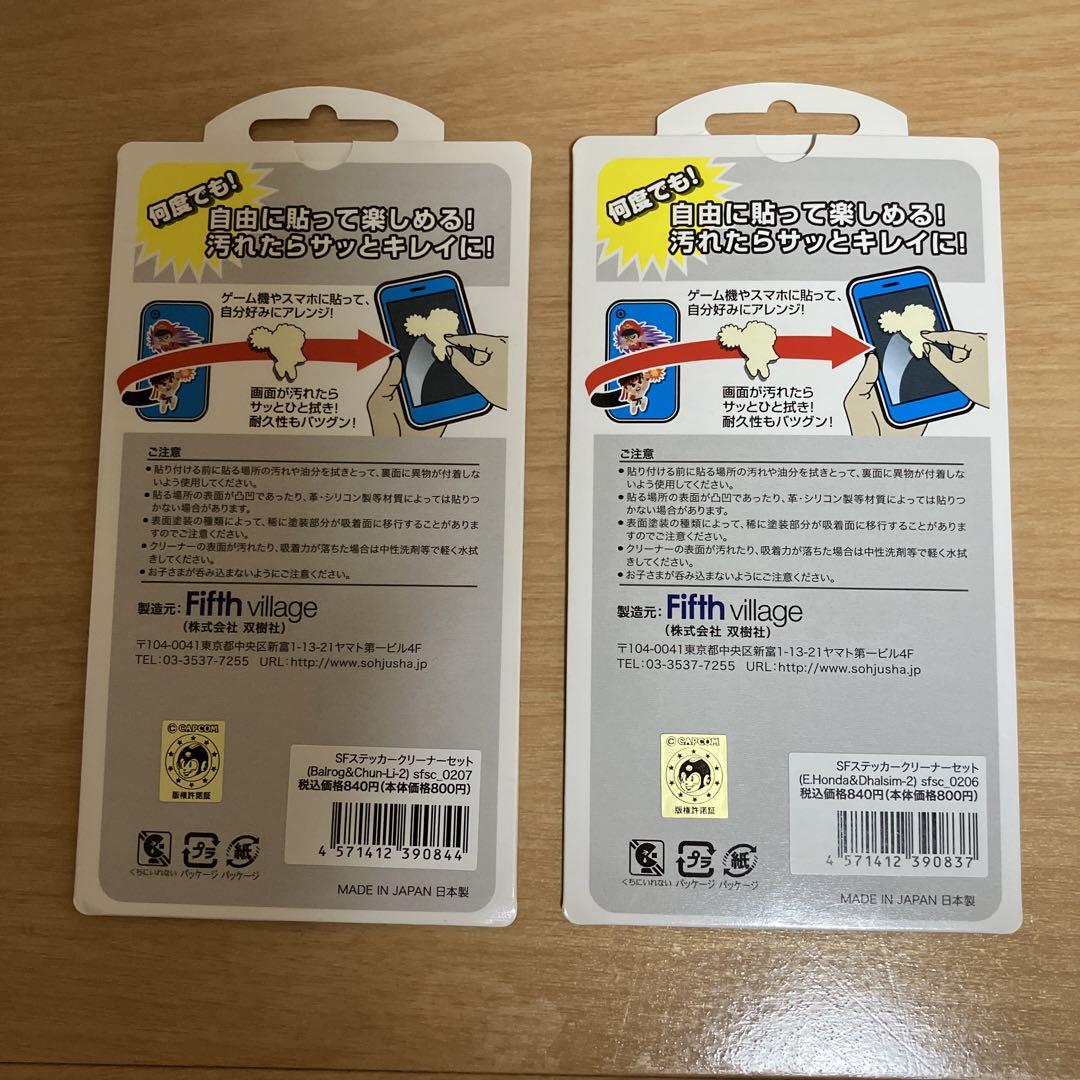 何度でも!
自由に貼って楽しめる!
汚れたらサッとキレイに!
ゲーム機やスマホに貼って、
自分好みにアレンジ!
画面が汚れたら
サッとひと拭き!
耐久性もバツグン!
ご注意
●貼り付ける前に貼る場所の汚れや油分を拭きとって、裏面に異物が付着しな
いよう使用してください。
●貼る場所の表面が凸凹であったり、革・シリコン製等材質によっては貼りつ
かない場合があります。
●表面塗装の種類によって、稀に塗装部分が吸着面に移行することがありま
すのでご注意ください。
●クリーナーの表面が汚れたり、吸着力が落ちた場合は中性洗剤等で軽く水拭
きしてください。
●お子さまが呑み込まないようにご注意ください。
製造元: Fifth village
(株式会社 双樹社)
〒104-0041東京都中央区新富1-13-21ヤマト第一ビル4F
TEL:03-3537-7255 URL:http://www.sohjusha.jp
© CAPCOM
版権許諾証
SFステッカークリーナーセット
(Balrog&Chun-Li-2) sfsc_0207
税込価格840円(本体価格800円)
4 571412 390844
くちにいれない
プラ
パッケージ
紙
パッケージ
MADE IN JAPAN 日本製
何度でも!
自由に貼って楽しめる!
汚れたらサッとキレイに!
ゲーム機やスマホに貼って、
自分好みにアレンジ!
画面が汚れたら
サッとひと拭き!
耐久性もバツグン!
ご注意
●貼り付ける前に貼る場所の汚れや油分を拭きとって、裏面に異物が付着しな
いよう使用してください。
●貼る場所の表面が凸凹であったり、革・シリコン製等材質によっては貼りつ
かない場合があります。
●表面塗装の種類によって、稀に塗装部分が吸着面に移行することがありま
すのでご注意ください。
●クリーナーの表面が汚れたり、吸着力が落ちた場合は中性洗剤等で軽く水拭
きしてください。
●お子さまが呑み込まないようにご注意ください。
製造元: Fifth village
(株式会社 双樹社)
〒104-0041東京都中央区新富1-13-21ヤマト第一ビル4F
TEL:03-3537-7255 URL:http://www.sohjusha.jp
© CAPCOM
版権許諾証
SFステッカークリーナーセット
(E.Honda&Dhalsim-2) sfsc_0206
税込価格840円(本体価格800円)
4 571412 390837
くちにいれない
プラ
パッケージ
紙
パッケージ
MADE IN JAPAN 日本製